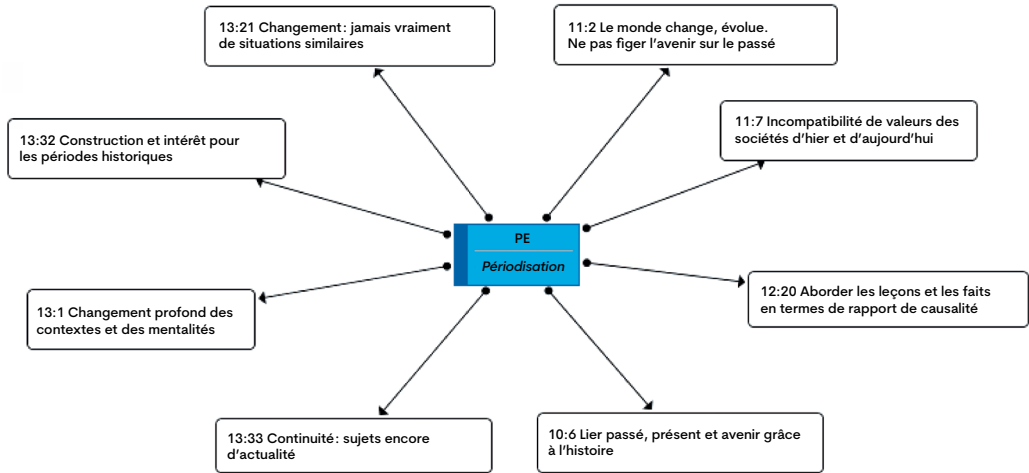 13:21 Changement : jamais vraiment
de situations similaires
11:2 Le monde change, évolue.
Ne pas figer l’avenir sur le passé
13:32 Construction et intérêt pour
les périodes historiques
11:7 Incompatibilité de valeurs des
sociétés d’hier et d’aujourd’hui
PE
Périodisation
13:1 Changement profond des
contextes et des mentalités
12:20 Aborder les leçons et les faits
en termes de rapport de causalité
13:33 Continuité : sujets encore
d’actualité
10:6 Lier passé, présent et avenir grâce
à l’histoire